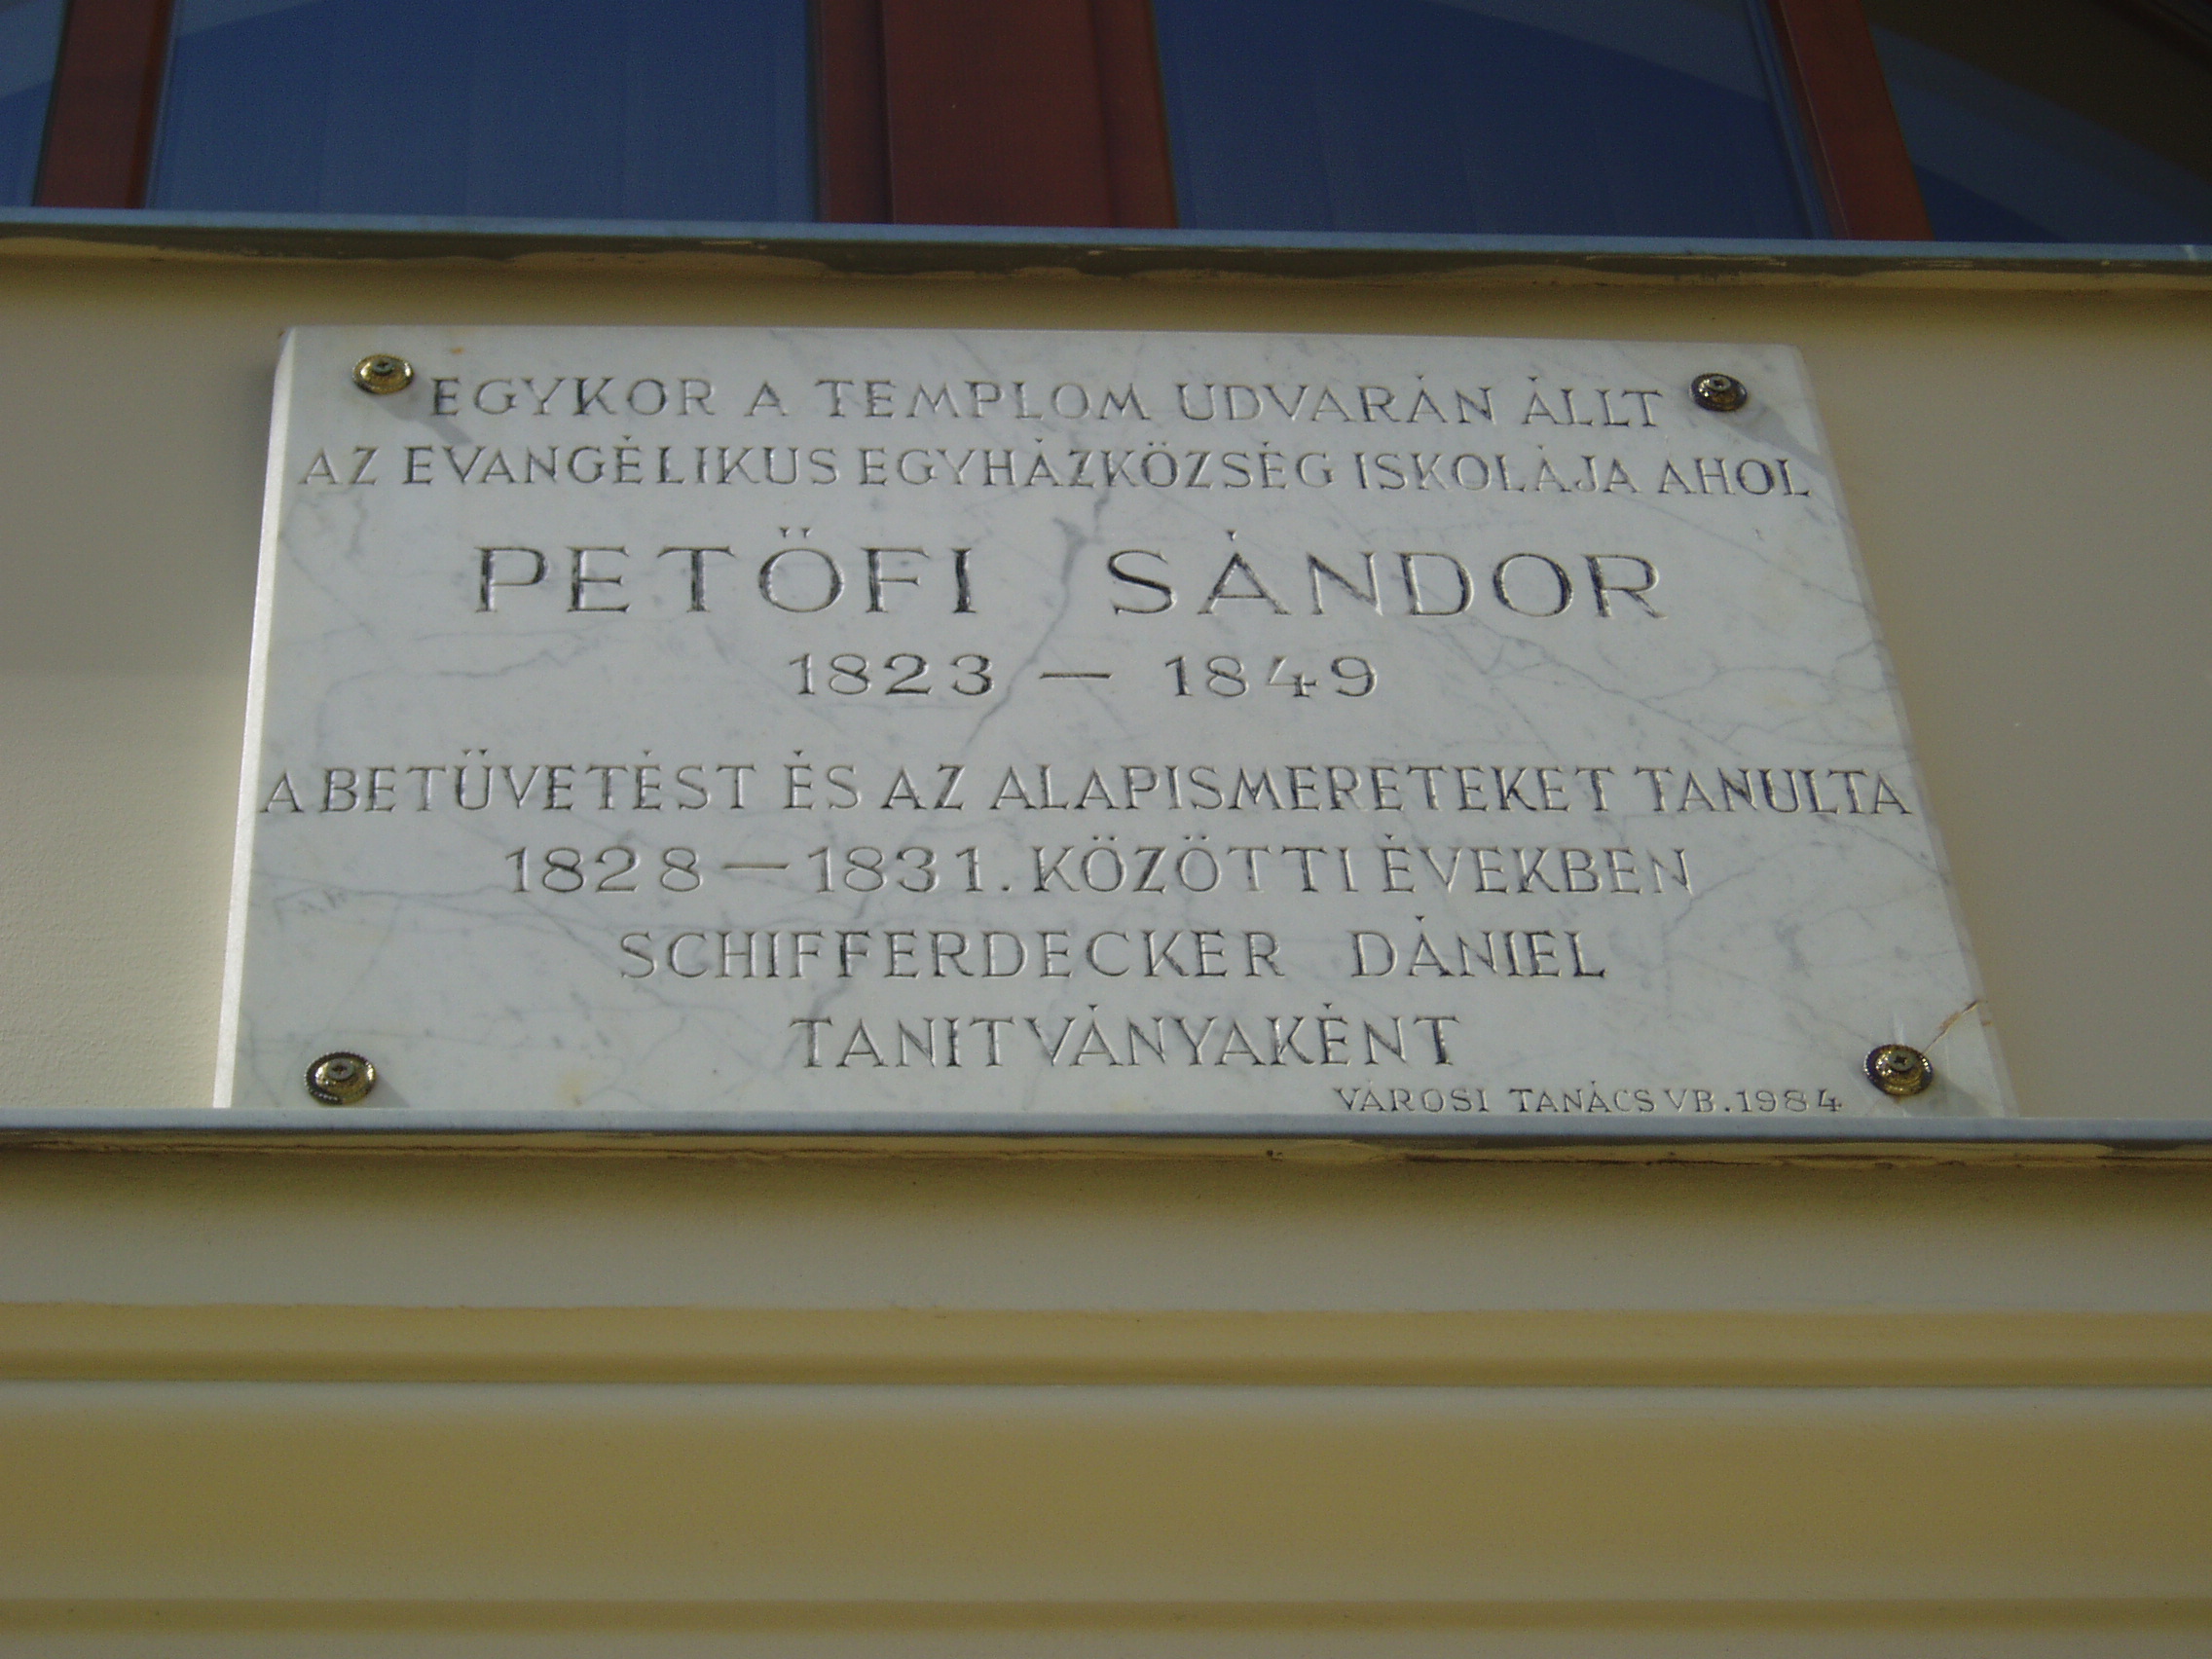 EGYKOR A TEMPLOM UDVARÁN ÁLLT
AZ EVANGÉLIKUS EGYHÁZKÖZSÉG ISKOLÁJA AHOL
PETŐFI SÁNDOR
1823 — 1849
A BETŰVETÉST ÉS AZ ALAPISMERETEKET TANULTA
1828 — 1831. KÖZÖTTI ÉVEKBEN
SCHIFFERDECKER DÁNIEL
TANITVÁNYAKÉNT
VÁROSI TANÁCS VB. 1984